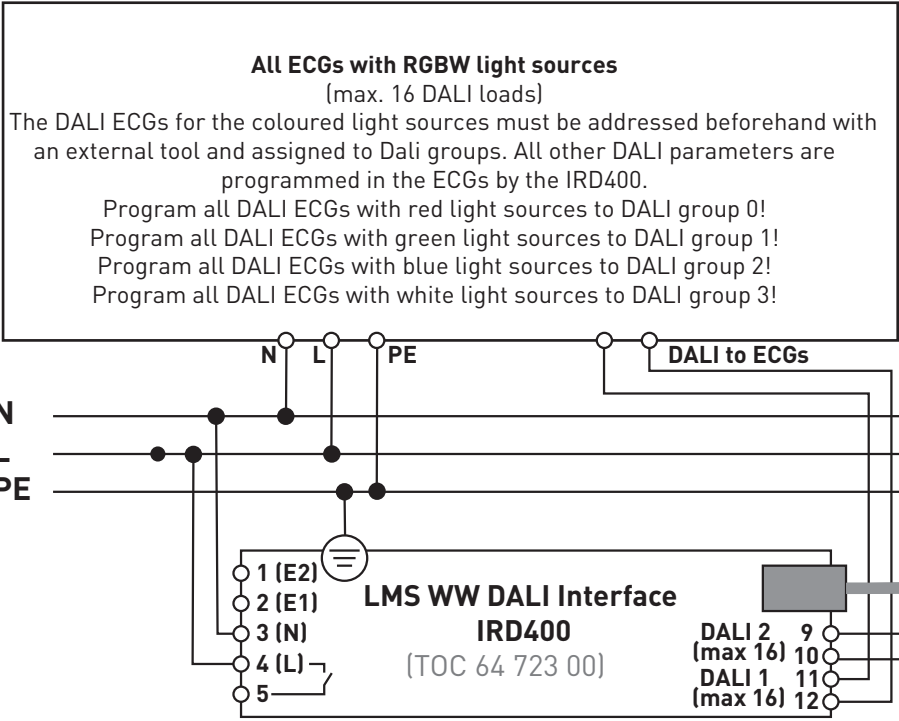 All ECGs with RGBW light sources
(max. 16 DALI loads)
The DALI ECGs for the coloured light sources must be addressed beforehand with
an external tool and assigned to Dali groups. All other DALI parameters are
programmed in the ECGs by the IRD400.
Program all DALI ECGs with red light sources to DALI group 0!
Program all DALI ECGs with green light sources to DALI group 1!
Program all DALI ECGs with blue light sources to DALI group 2!
Program all DALI ECGs with white light sources to DALI group 3!
N L PE DALI to ECGs
N
L
PE
1 (E2)
2 (E1)
3 (N)
4 (L)
5
LMS WW DALI Interface
IRD400
(TOC 64 723 00)
DALI 2 9
(max 16) 10
DALI 1 11
(max 16) 12